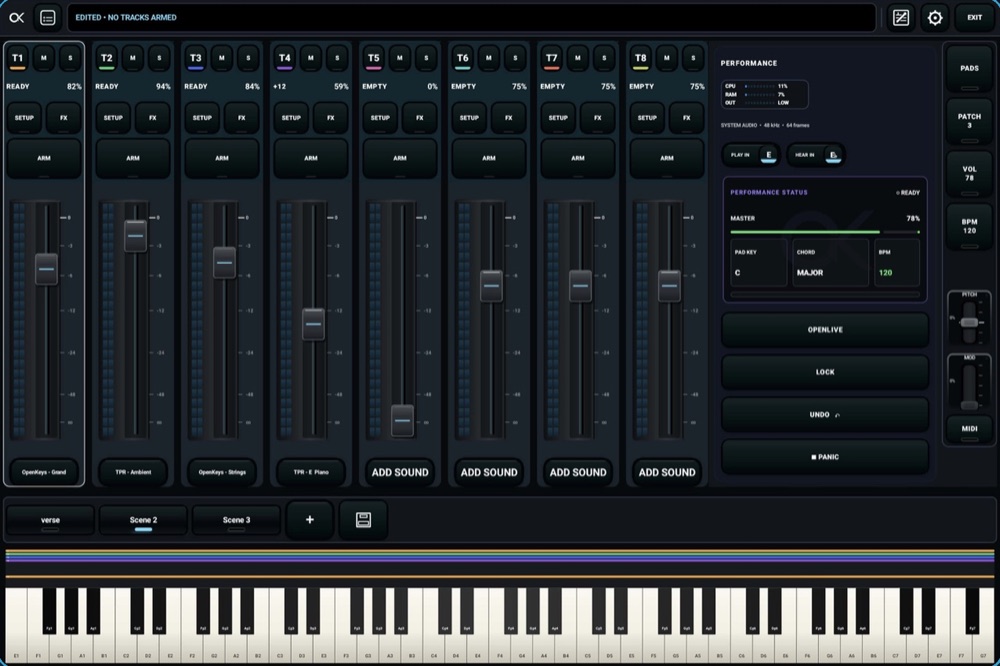 EDITED • NO TRACKS ARMED
EXIT
T1 M S
READY 82%
SETUP FX
ARM
OpenKeys - Grand
T2 M S
READY 94%
SETUP FX
ARM
TPR - Ambient
T3 M S
READY 84%
SETUP FX
ARM
OpenKeys - Strings
T4 M S
+12 59%
SETUP FX
ARM
TPR - E Piano
T5 M S
EMPTY 0%
SETUP FX
ARM
ADD SOUND
T6 M S
EMPTY 75%
SETUP FX
ARM
ADD SOUND
T7 M S
EMPTY 75%
SETUP FX
ARM
ADD SOUND
T8 M S
EMPTY 75%
SETUP FX
ARM
ADD SOUND
PERFORMANCE
CPU 11%
RAM 7%
OUT LOW
SYSTEM AUDIO • 48 kHz • 64 frames
PLAY IN E
HEAR IN
PERFORMANCE STATUS READY
MASTER 78%
PAD KEY CHORD BPM
C MAJOR 120
OPENLIVE
LOCK
UNDO
PANIC
PADS
PATCH
3
VOL
78
BPM
120
PITCH
0%
MOD
0%
MIDI
verse Scene 2 Scene 3 +